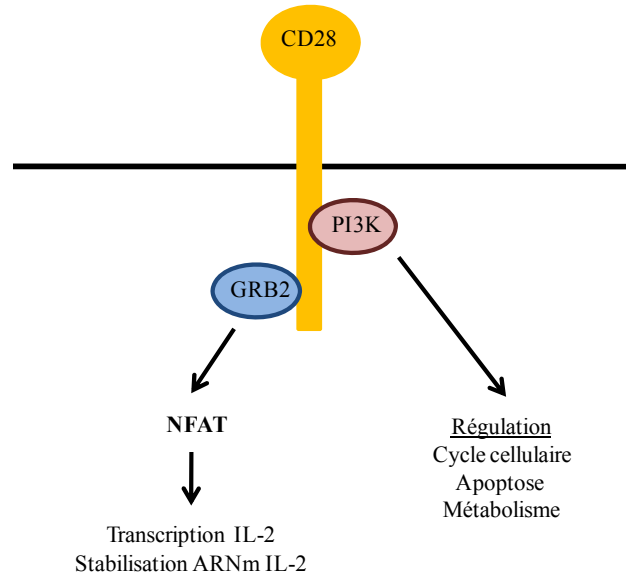 CD28
PI3K
GRB2
NFAT
Transcription IL-2
Stabilisation ARNm IL-2
Régulation
Cycle cellulaire
Apoptose
Métabolisme